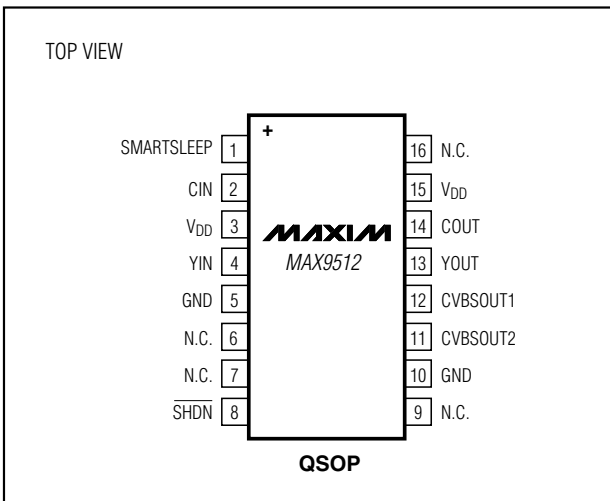 TOP VIEW
+
SMARTSLEEP 1
CIN 2
VDD 3
YIN 4
GND 5
N.C. 6
N.C. 7
SHDN 8
MAXIM
MAX9512
16 N.C.
15 VDD
14 COUT
13 YOUT
12 CVBSOUT1
11 CVBSOUT2
10 GND
9 N.C.
QSOP